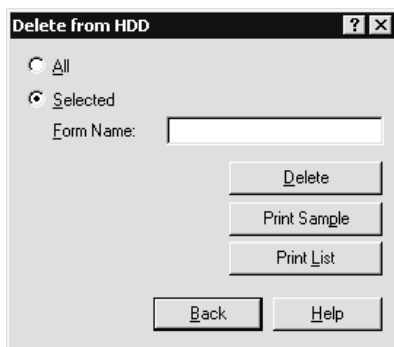 Delete from HDD
All
Selected
Form Name:
Delete
Print Sample
Print List
Back
Help